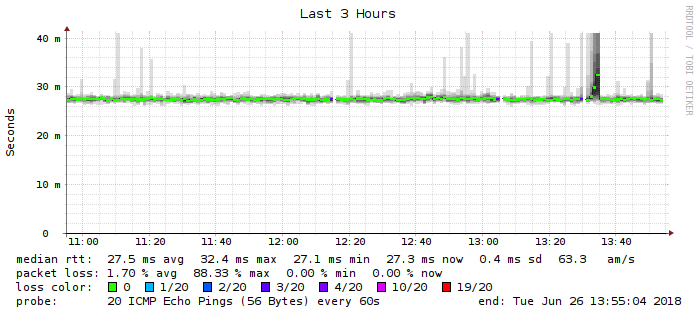 Last 3 Hours
RRDTOOL / TOBI OETIKER
Seconds
40 m
30 m
20 m
10 m
0
11:00 11:20 11:40 12:00 12:20 12:40 13:00 13:20 13:40
median rtt: 27.5 ms avg 32.4 ms max 27.1 ms min 27.3 ms now 0.4 ms sd 63.3 am/s
packet loss: 1.70 % avg 88.33 % max 0.00 % min 0.00 % now
loss color: 0 1/20 2/20 3/20 4/20 10/20 19/20
probe: 20 ICMP Echo Pings (56 Bytes) every 60s end: Tue Jun 26 13:55:04 2018